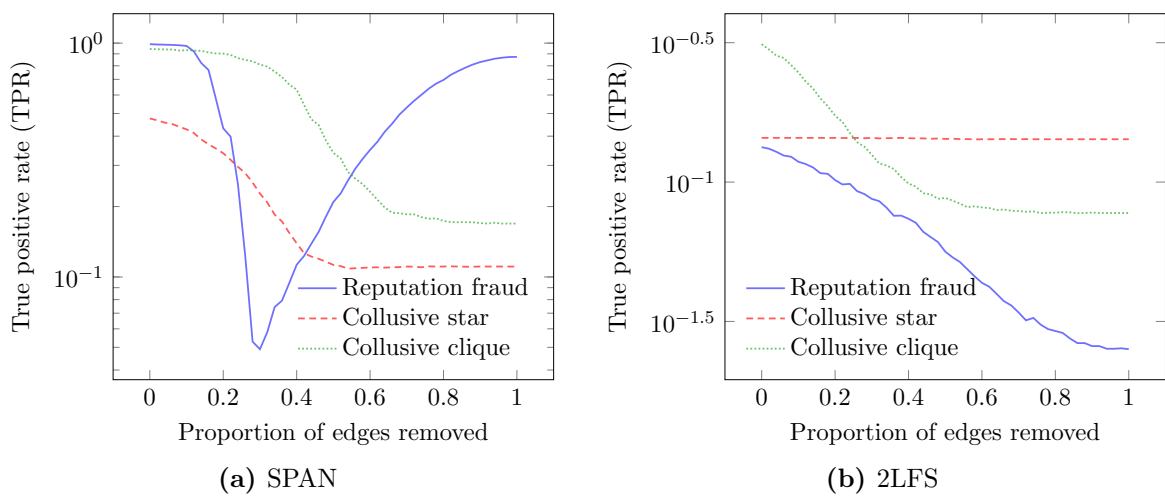 10^0
10^-1
True positive rate (TPR)
Reputation fraud
Collusive star
Collusive clique
0 0.2 0.4 0.6 0.8 1
Proportion of edges removed
(a) SPAN
10^-0.5
10^-1
10^-1.5
True positive rate (TPR)
Reputation fraud
Collusive star
Collusive clique
0 0.2 0.4 0.6 0.8 1
Proportion of edges removed
(b) 2LFS